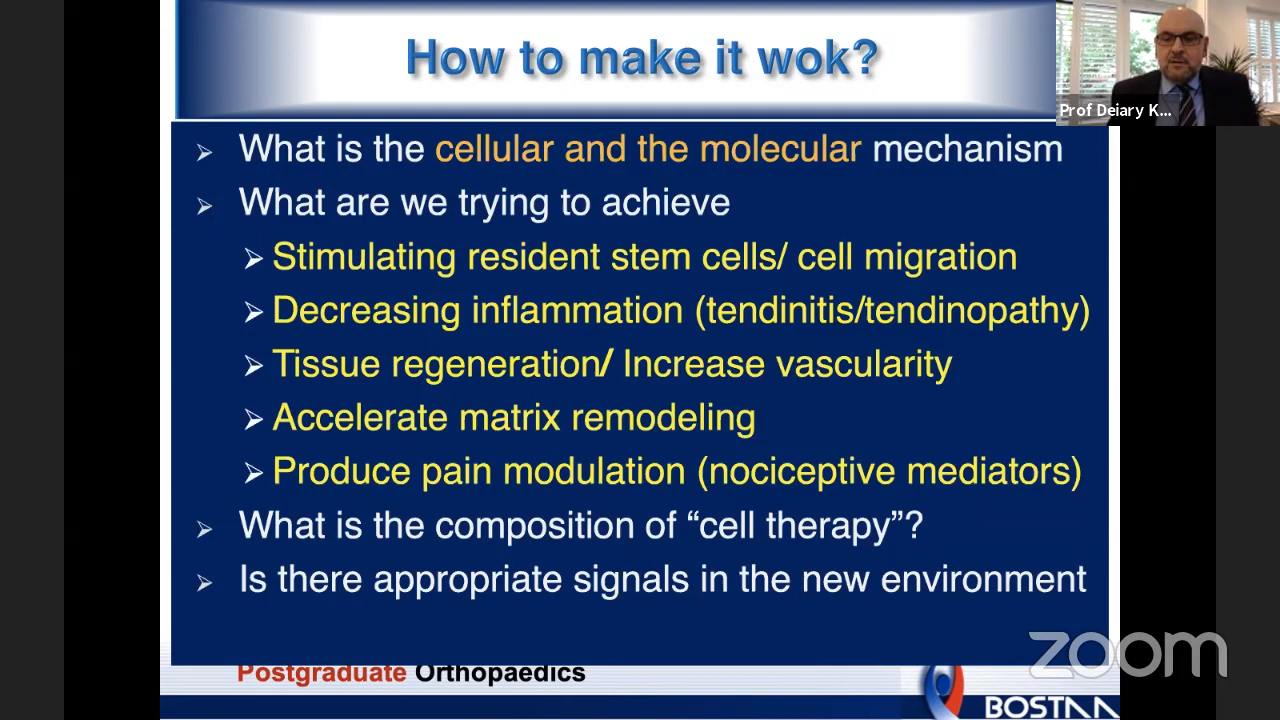 How to make it wok?
Prof Deiary K...
➢ What is the cellular and the molecular mechanism
➢ What are we trying to achieve
➢ Stimulating resident stem cells/ cell migration
➢ Decreasing inflammation (tendinitis/tendinopathy)
➢ Tissue regeneration/ Increase vascularity
➢ Accelerate matrix remodeling
➢ Produce pain modulation (nociceptive mediators)
➢ What is the composition of “cell therapy”?
➢ Is there appropriate signals in the new environment
zoom
Postgraduate Orthopaedics
BOSTAA